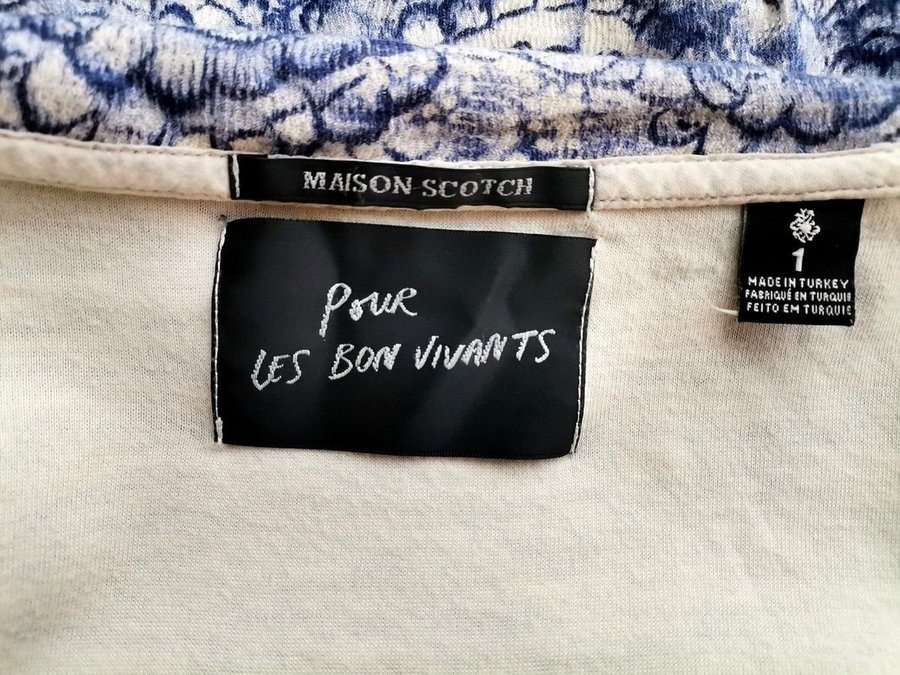 MAISON SCOTCH
POUR
LES BON VIVANTS
1
MADE IN TURKEY
FABRIQUÉ EN TURQUIE
FEITO EM TURQUIE